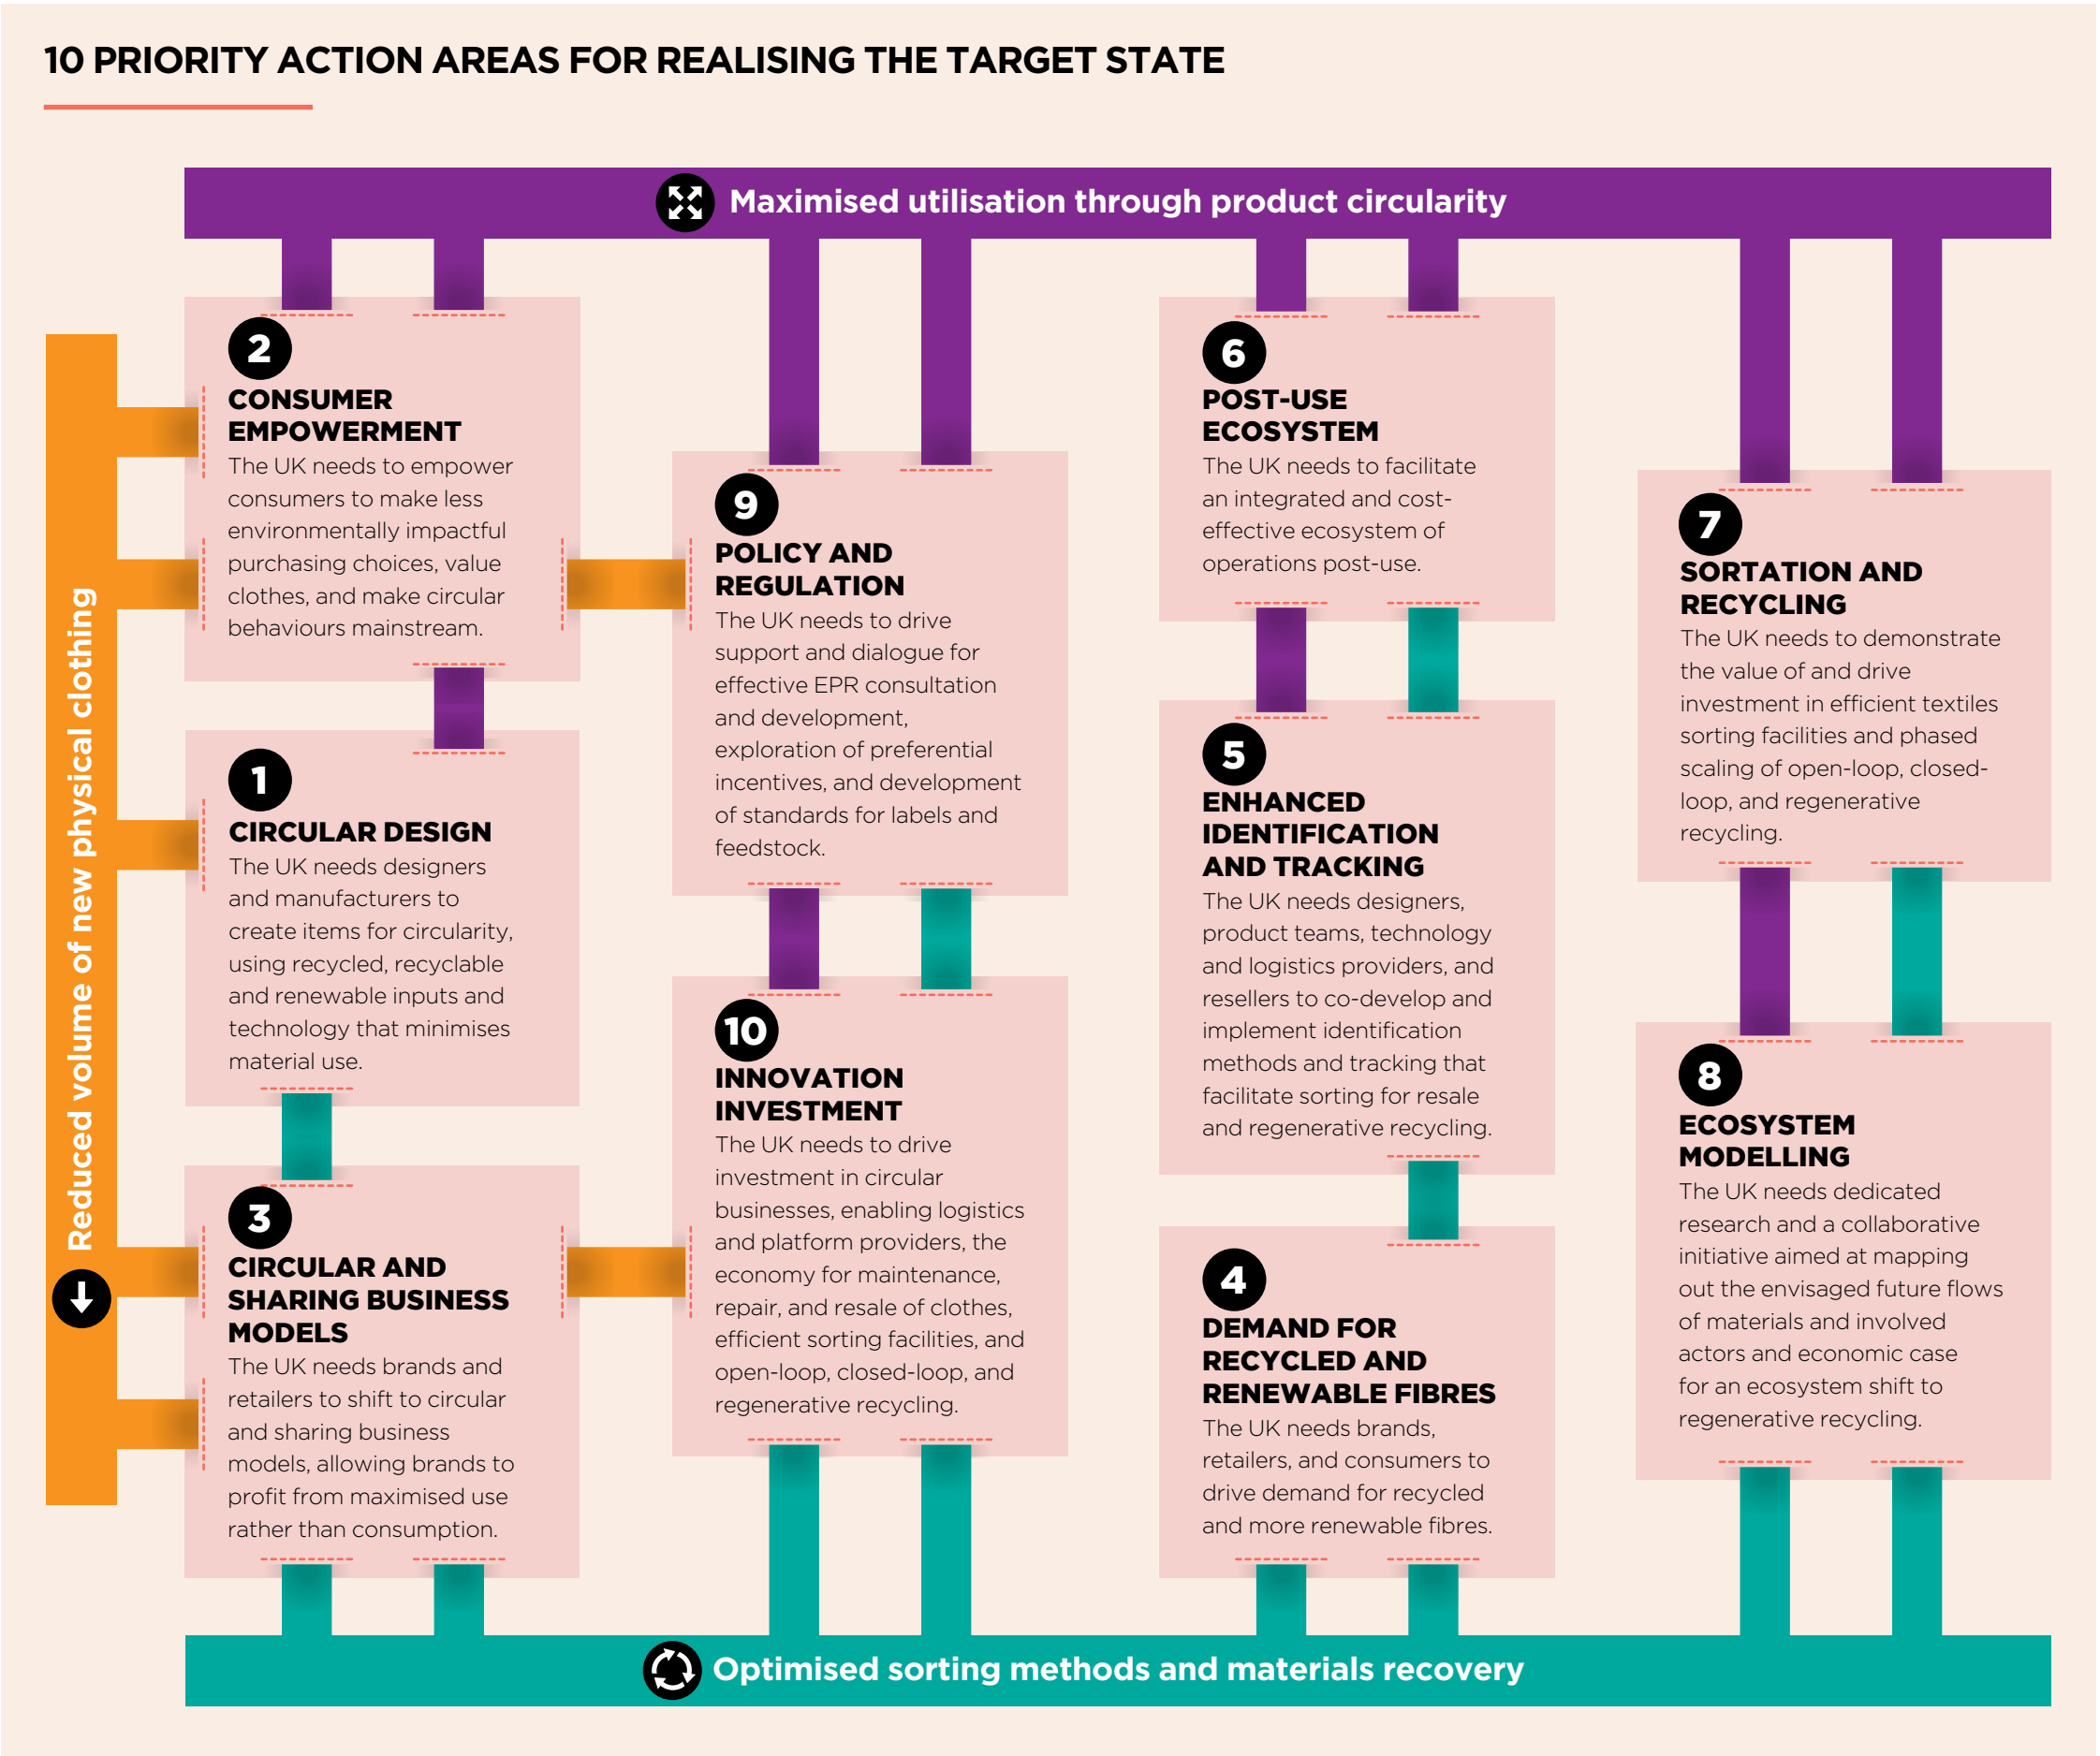 10 PRIORITY ACTION AREAS FOR REALISING THE TARGET STATE
Maximised utilisation through product circularity
Reduced volume of new physical clothing
2
CONSUMER
EMPOWERMENT
The UK needs to empower
consumers to make less
environmentally impactful
purchasing choices, value
clothes, and make circular
behaviours mainstream.
1
CIRCULAR DESIGN
The UK needs designers
and manufacturers to
create items for circularity,
using recycled, recyclable
and renewable inputs and
technology that minimises
material use.
3
CIRCULAR AND
SHARING BUSINESS
MODELS
The UK needs brands and
retailers to shift to circular
and sharing business
models, allowing brands to
profit from maximised use
rather than consumption.
9
POLICY AND
REGULATION
The UK needs to drive
support and dialogue for
effective EPR consultation
and development,
exploration of preferential
incentives, and development
of standards for labels and
feedstock.
10
INNOVATION
INVESTMENT
The UK needs to drive
investment in circular
businesses, enabling logistics
and platform providers, the
economy for maintenance,
repair, and resale of clothes,
efficient sorting facilities, and
open-loop, closed-loop, and
regenerative recycling.
6
POST-USE
ECOSYSTEM
The UK needs to facilitate
an integrated and cost-
effective ecosystem of
operations post-use.
5
ENHANCED
IDENTIFICATION
AND TRACKING
The UK needs designers,
product teams, technology
and logistics providers, and
resellers to co-develop and
implement identification
methods and tracking that
facilitate sorting for resale
and regenerative recycling.
4
DEMAND FOR
RECYCLED AND
RENEWABLE FIBRES
The UK needs brands,
retailers, and consumers to
drive demand for recycled
and more renewable fibres.
7
SORTATION AND
RECYCLING
The UK needs to demonstrate
the value of and drive
investment in efficient textiles
sorting facilities and phased
scaling of open-loop, closed-
loop, and regenerative
recycling.
8
ECOSYSTEM
MODELLING
The UK needs dedicated
research and a collaborative
initiative aimed at mapping
out the envisaged future flows
of materials and involved
actors and economic case
for an ecosystem shift to
regenerative recycling.
Optimised sorting methods and materials recovery